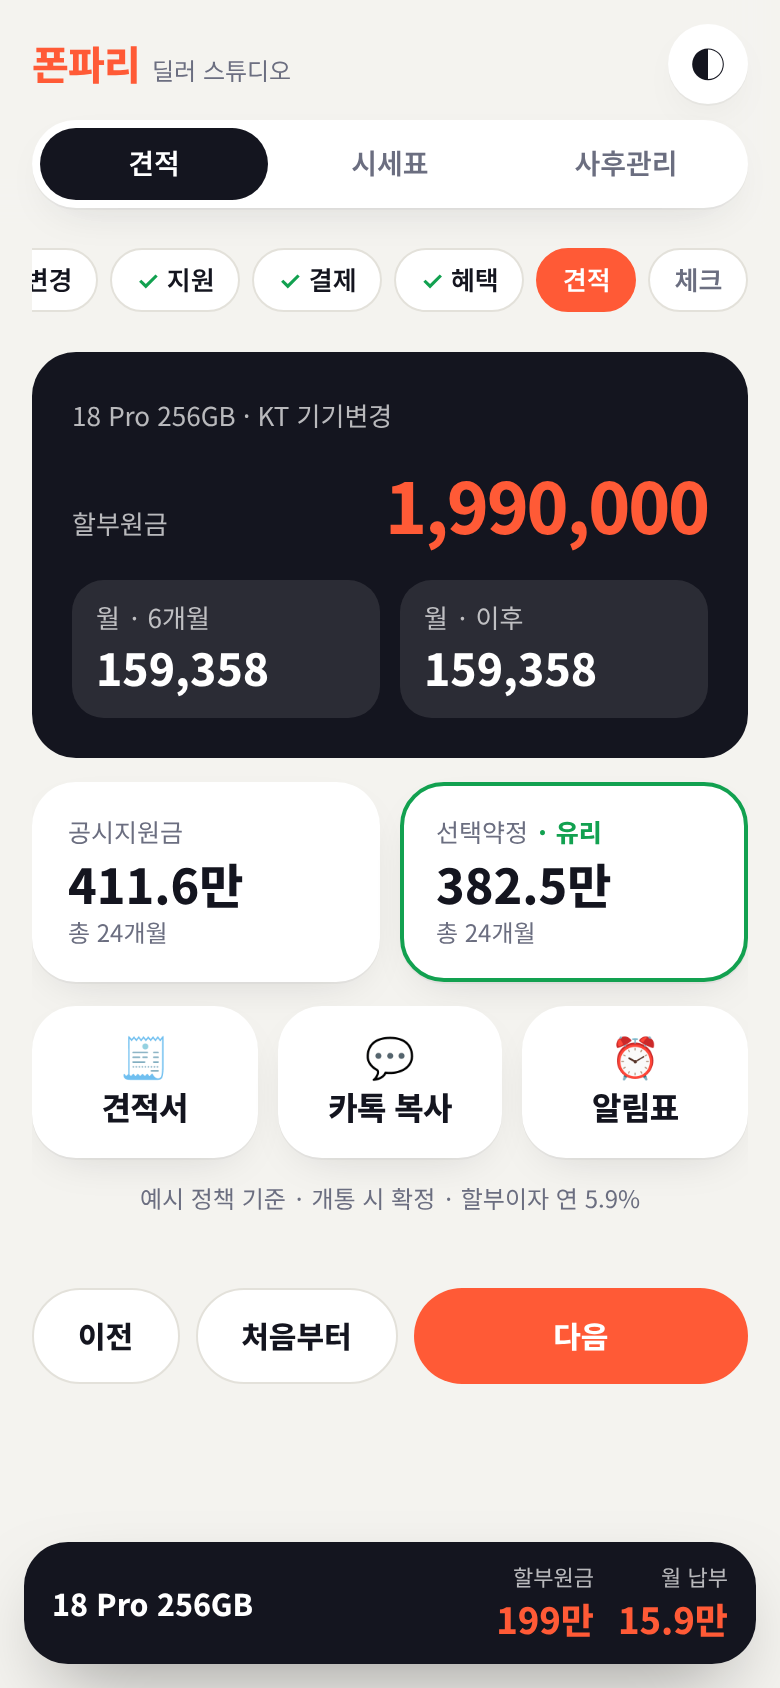 폰파리 딜러 스튜디오
견적 시세표 사후관리
변경 ✓ 지원 ✓ 결제 ✓ 혜택 견적 체크
18 Pro 256GB · KT 기기변경
할부원금 1,990,000
월 · 6개월 월 · 이후
159,358 159,358
공시지원금 선택약정 · 유리
411.6만 382.5만
총 24개월 총 24개월
견적서 카톡 복사 알림표
예시 정책 기준 · 개통 시 확정 · 할부이자 연 5.9%
이전 처음부터 다음
18 Pro 256GB 할부원금 월 납부
199만 15.9만